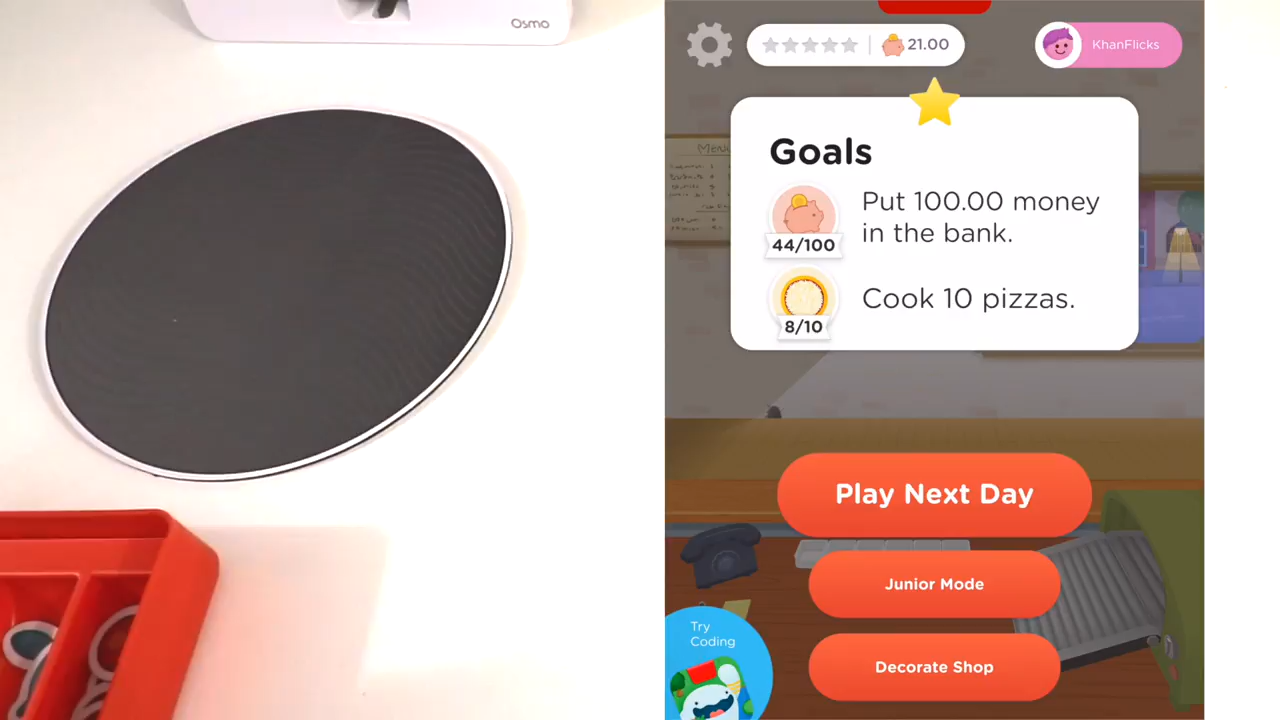 Osmo
21.00
KhanFlicks
Menu
Goals
Put 100.00 money
in the bank.
44/100
Cook 10 pizzas.
8/10
Play Next Day
Junior Mode
Decorate Shop
Try
Coding